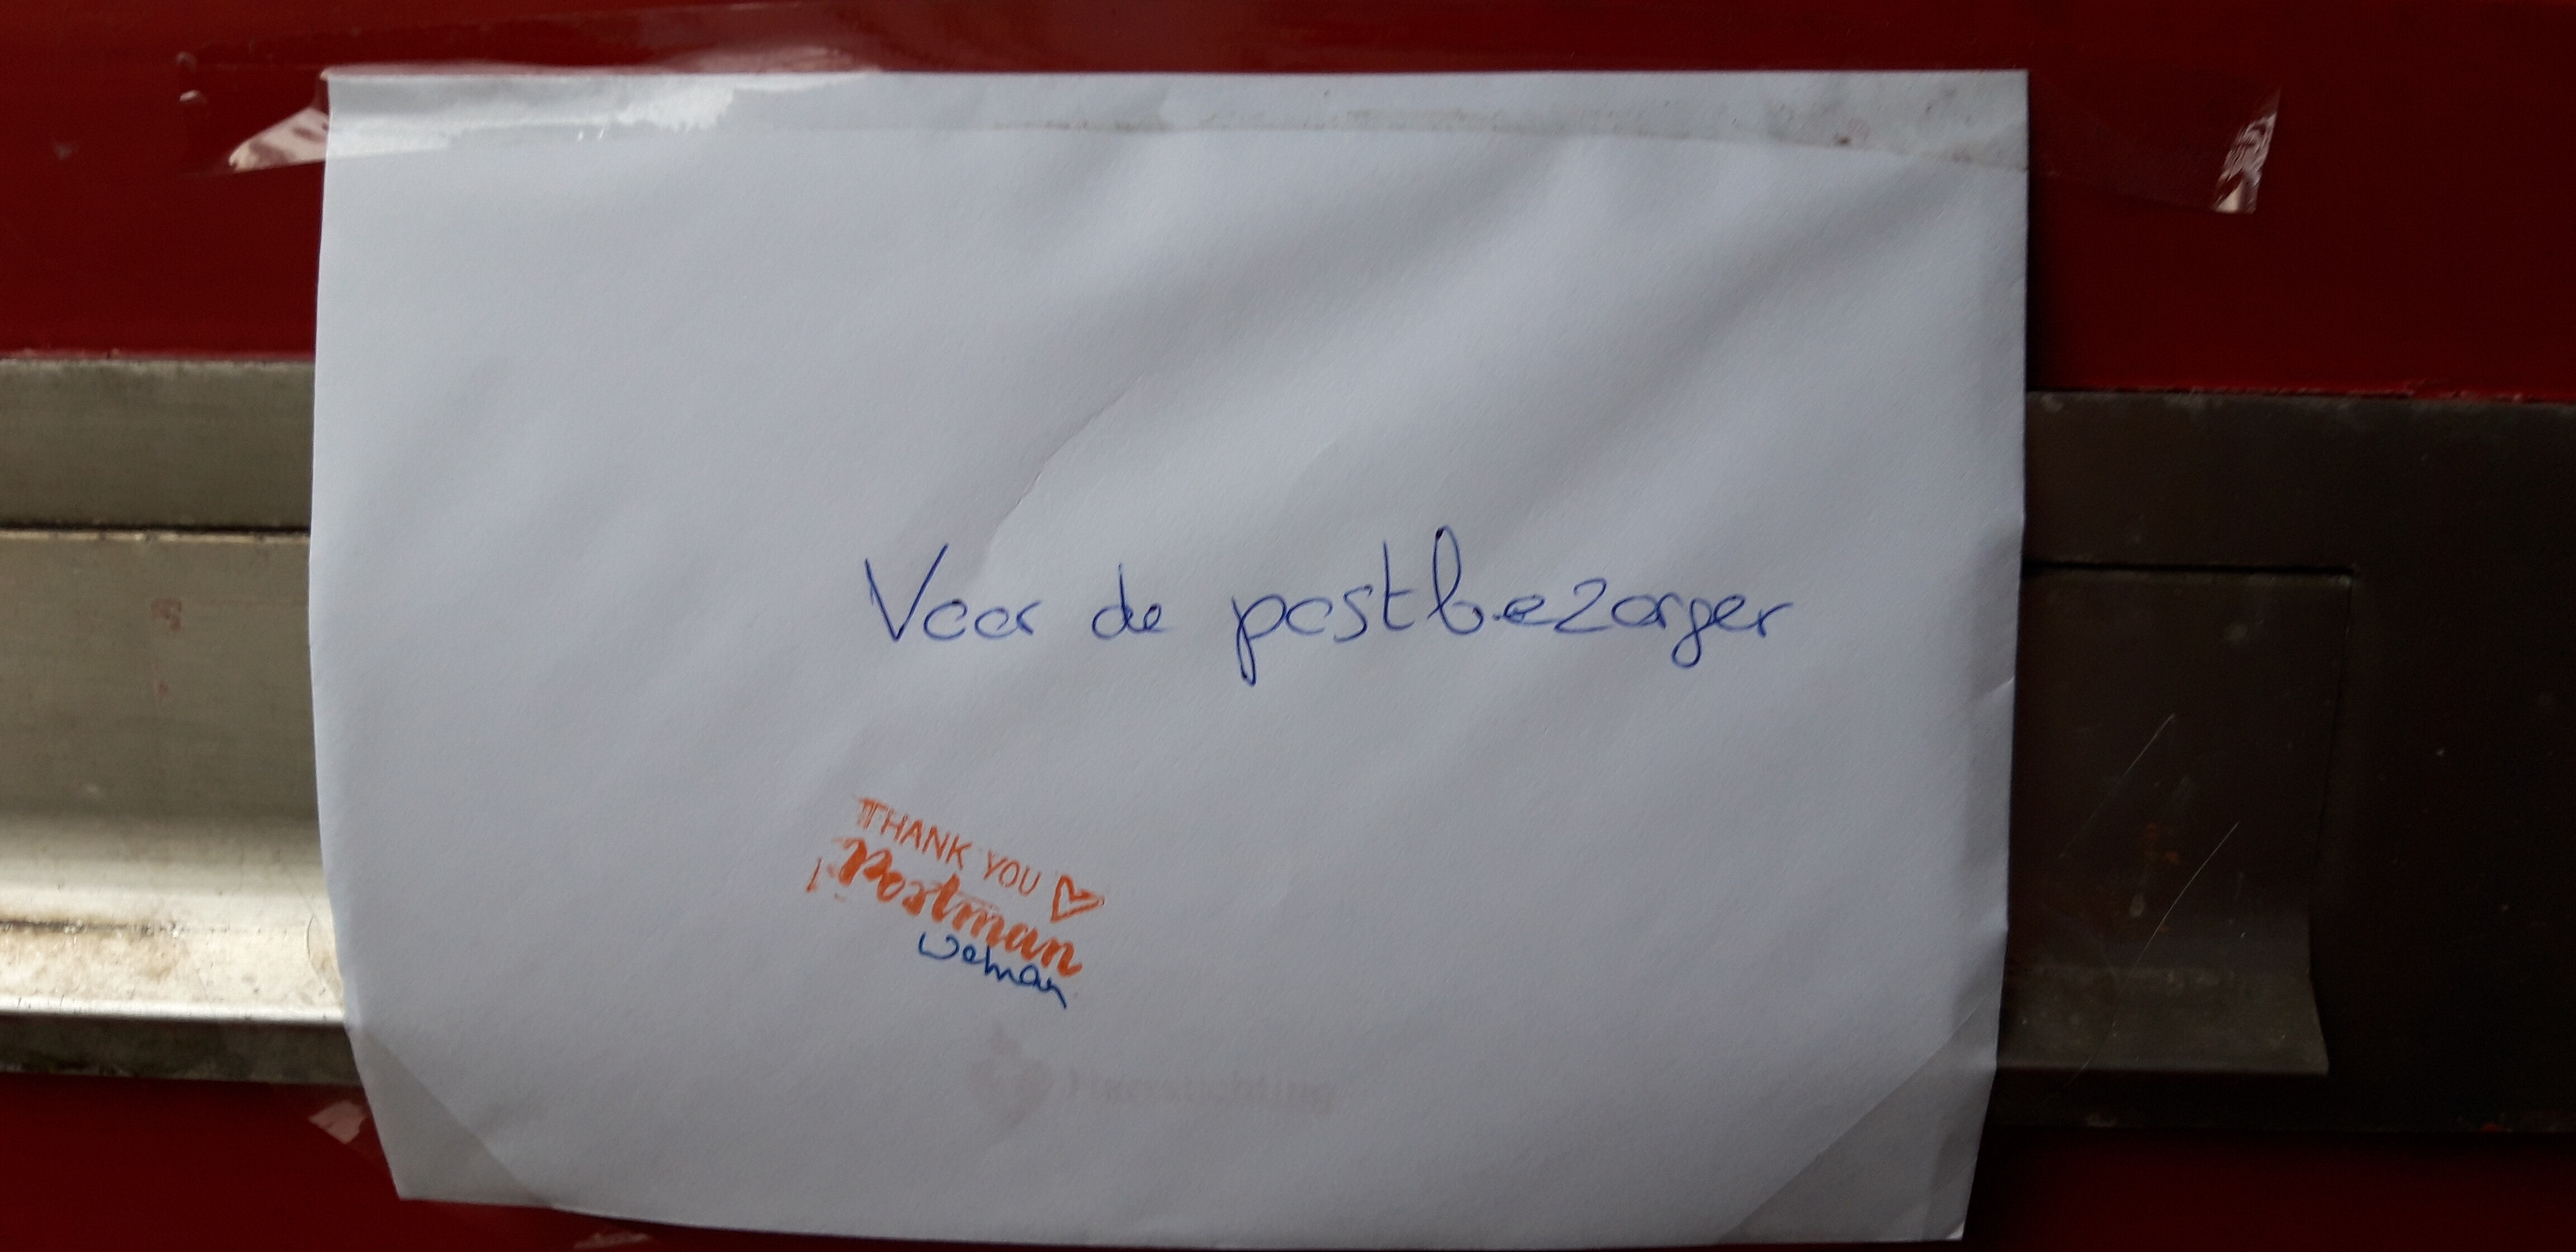 Voor de postbezorger
THANK YOU
Postman
woman